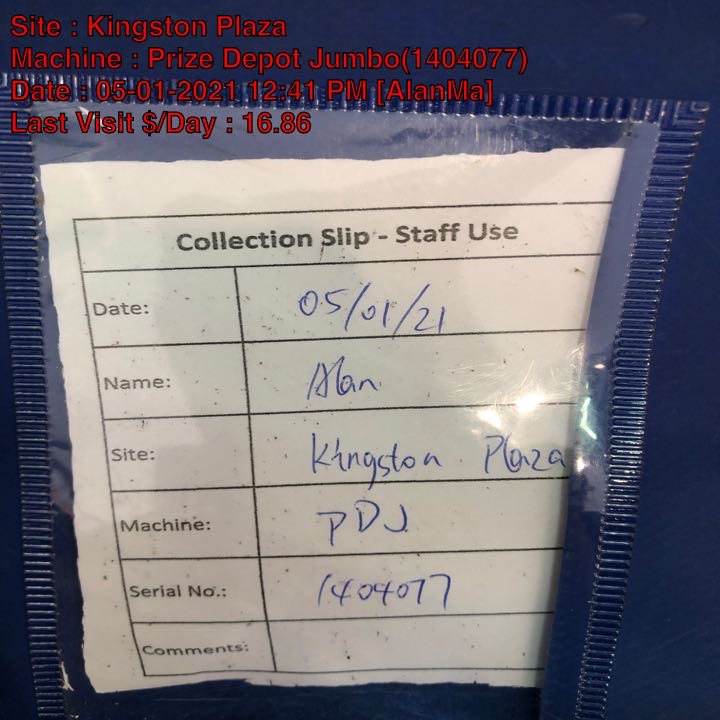 Site : Kingston Plaza
Machine : Prize Depot Jumbo(1404077)
Date : 05-01-2021 12:41 PM [AlanMa]
Last Visit $/Day : 16.86
Collection Slip - Staff Use
Date: 05/01/21
Name: Alan
Site: Kingston Plaza
Machine: PDJ
Serial No.: 1404077
Comments: